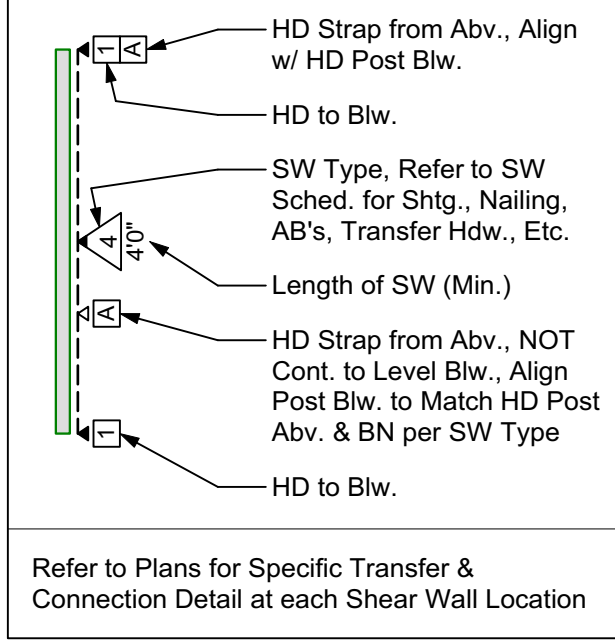 HD Strap from Abv., Align
w/ HD Post Blw.
1 A
HD to Blw.
SW Type, Refer to SW
Sched. for Shtg., Nailing,
AB's, Transfer Hdw., Etc.
4
4'0"
Length of SW (Min.)
A
HD Strap from Abv., NOT
Cont. to Level Blw., Align
Post Blw. to Match HD Post
Abv. & BN per SW Type
1
HD to Blw.
Refer to Plans for Specific Transfer &
Connection Detail at each Shear Wall Location